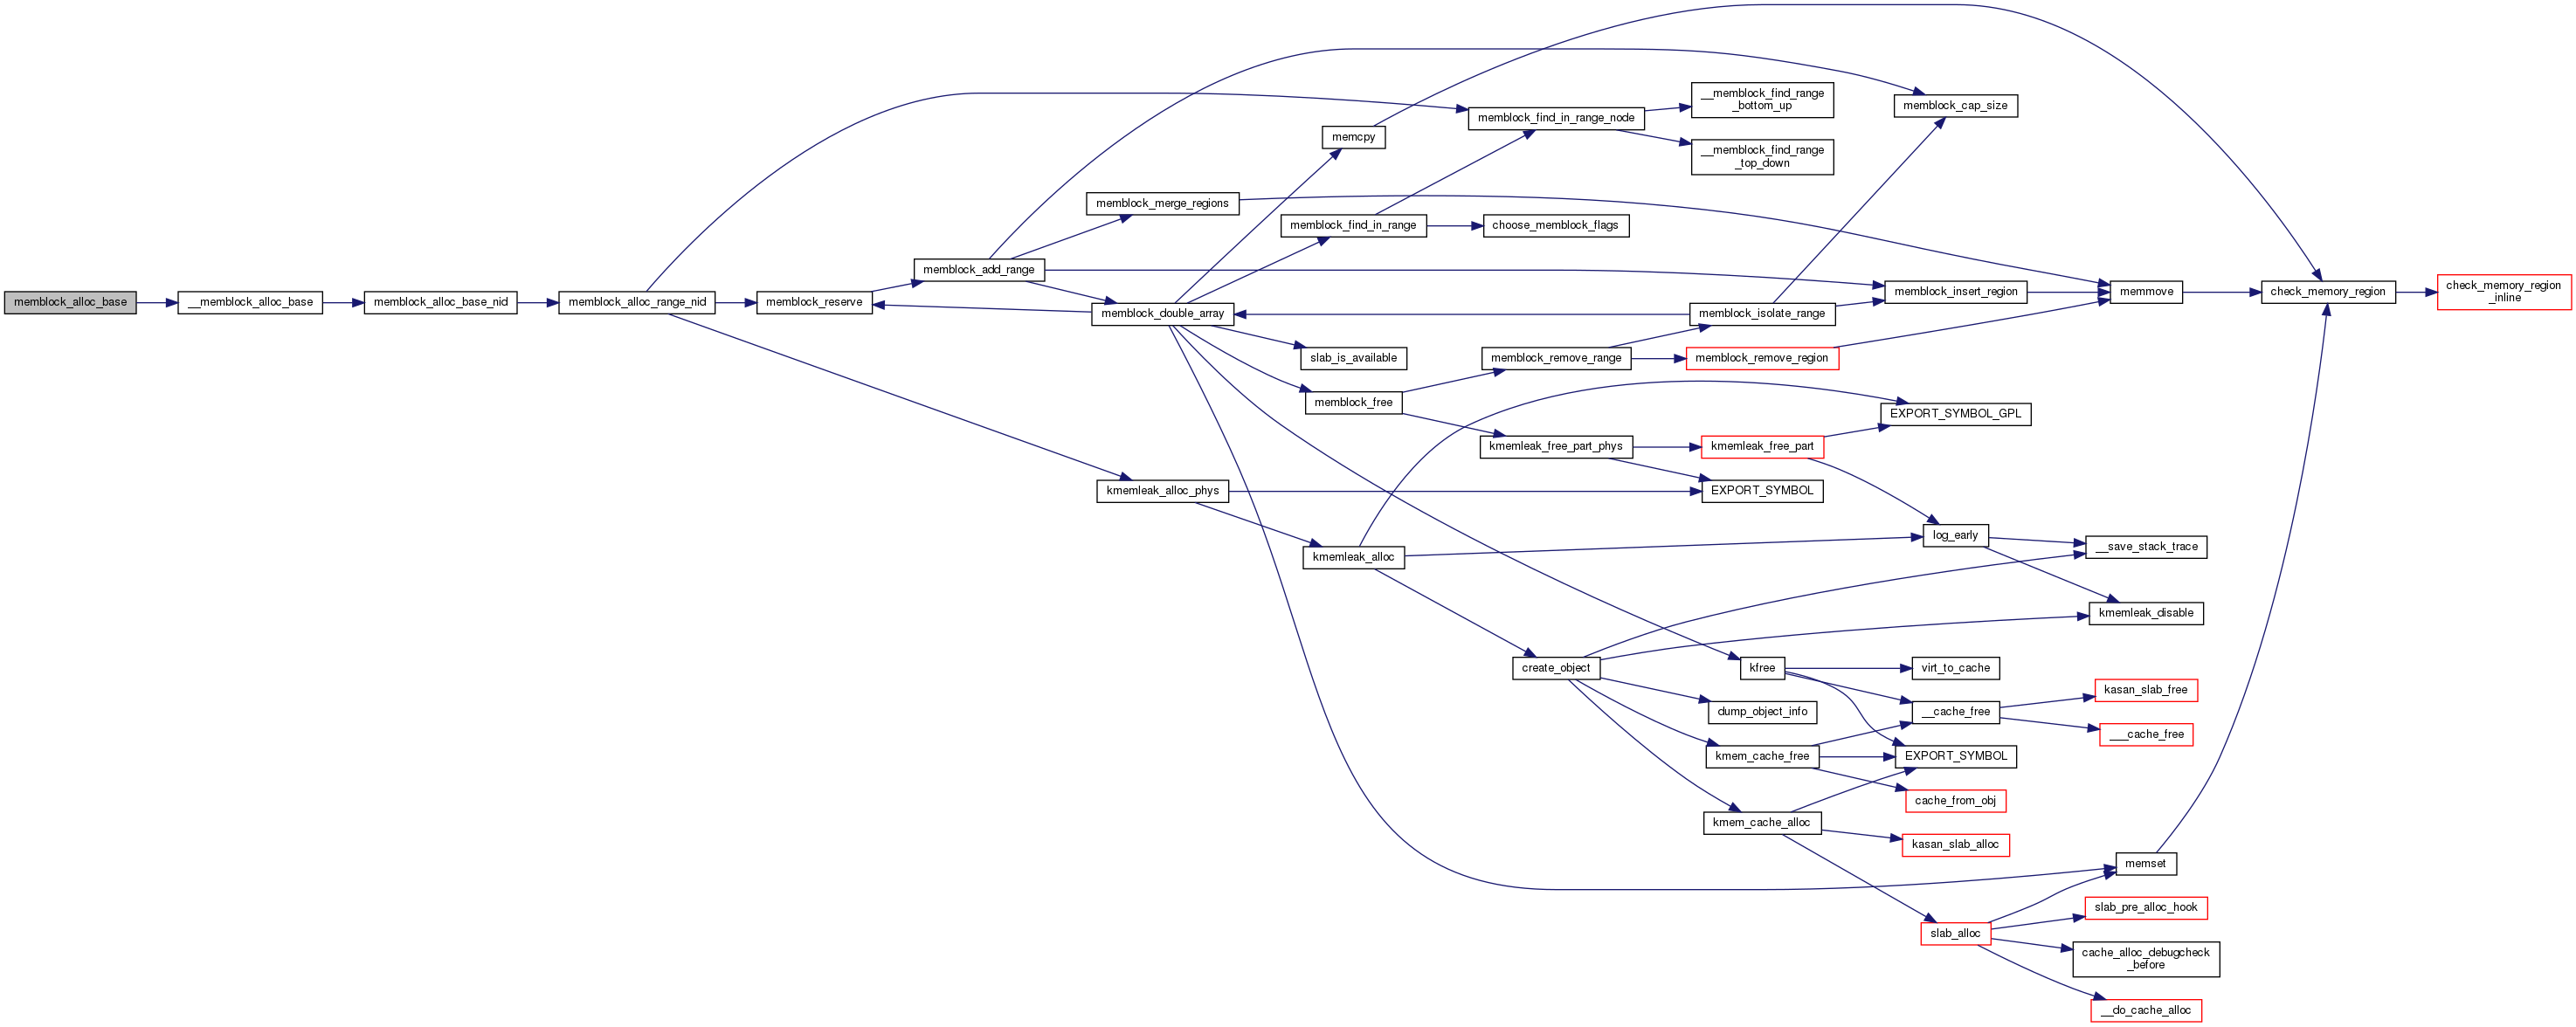 memblock_alloc_base
__memblock_alloc_base
memblock_alloc_base_nid
memblock_alloc_range_nid
memblock_reserve
memblock_add_range
memblock_merge_regions
memblock_double_array
kmemleak_alloc_phys
memcpy
memblock_find_in_range
slab_is_available
memblock_free
kmemleak_alloc
memblock_find_in_range_node
choose_memblock_flags
memblock_remove_range
kmemleak_free_part_phys
create_object
__memblock_find_range
_bottom_up
__memblock_find_range
_top_down
memblock_isolate_range
memblock_remove_region
kmemleak_free_part
EXPORT_SYMBOL
kfree
dump_object_info
kmem_cache_free
kmem_cache_alloc
memblock_cap_size
memblock_insert_region
EXPORT_SYMBOL_GPL
log_early
virt_to_cache
__cache_free
EXPORT_SYMBOL
cache_from_obj
kasan_slab_alloc
slab_alloc
memmove
__save_stack_trace
kmemleak_disable
kasan_slab_free
___cache_free
memset
slab_pre_alloc_hook
cache_alloc_debugcheck
_before
__do_cache_alloc
check_memory_region
check_memory_region
_inline